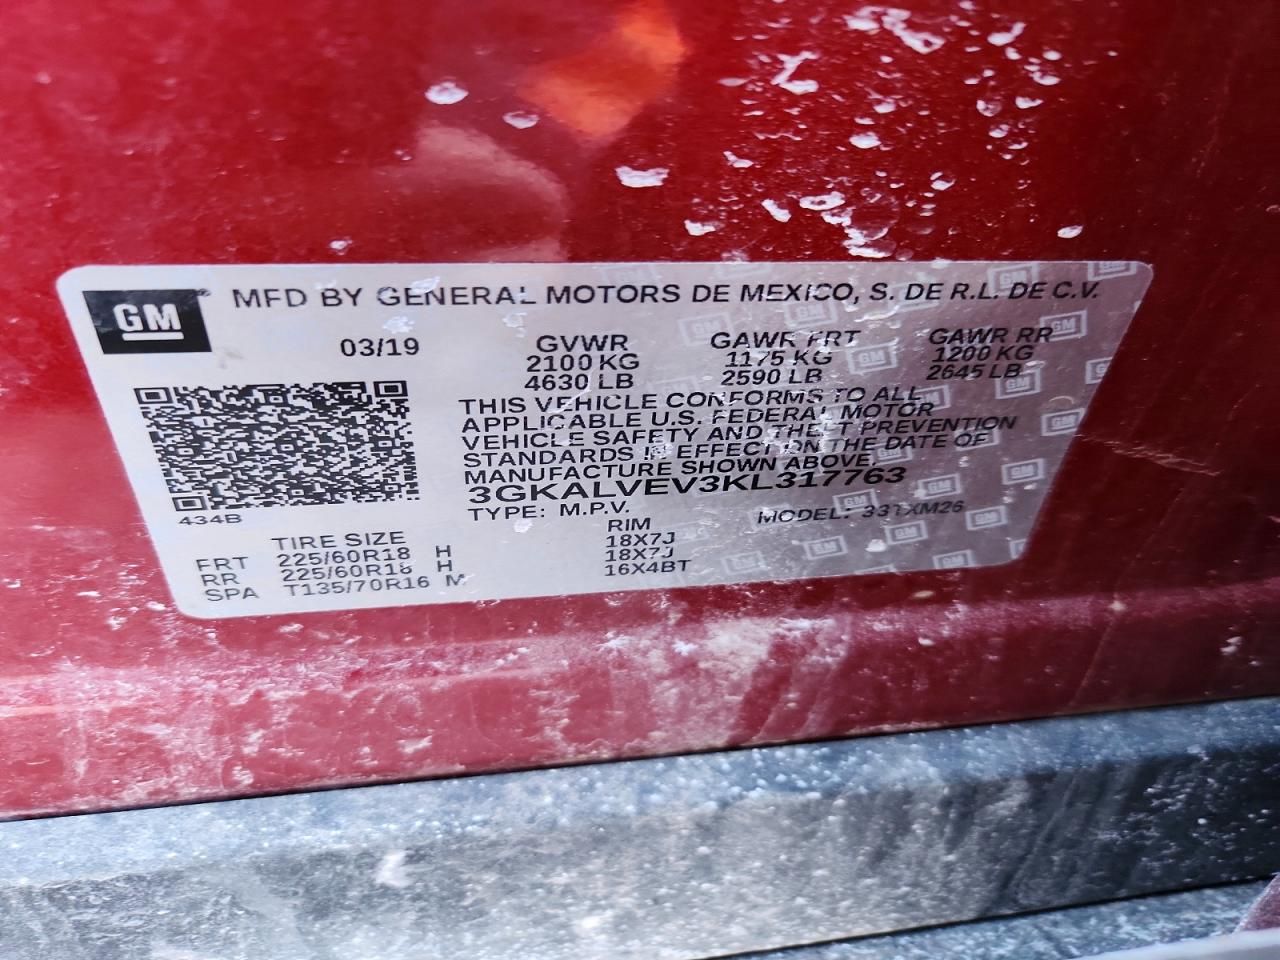 GM
MFD BY GENERAL MOTORS DE MEXICO, S. DE R.L. DE C.V.
03/19
GVWR GAWR FRT GAWR RR
2100 KG 1175 KG 1200 KG
4630 LB 2590 LB 2645 LB
THIS VEHICLE CONFORMS TO ALL
APPLICABLE U.S. FEDERAL MOTOR
VEHICLE SAFETY AND THEFT PREVENTION
STANDARDS IN EFFECT ON THE DATE OF
MANUFACTURE SHOWN ABOVE
3GKALVEV3KL317763
TYPE: M.P.V. MODEL: 33TXM26
434B
TIRE SIZE RIM
FRT 225/60R18 H 18X7J
RR 225/60R18 H 18X7J
SPA T135/70R16 M 16X4BT